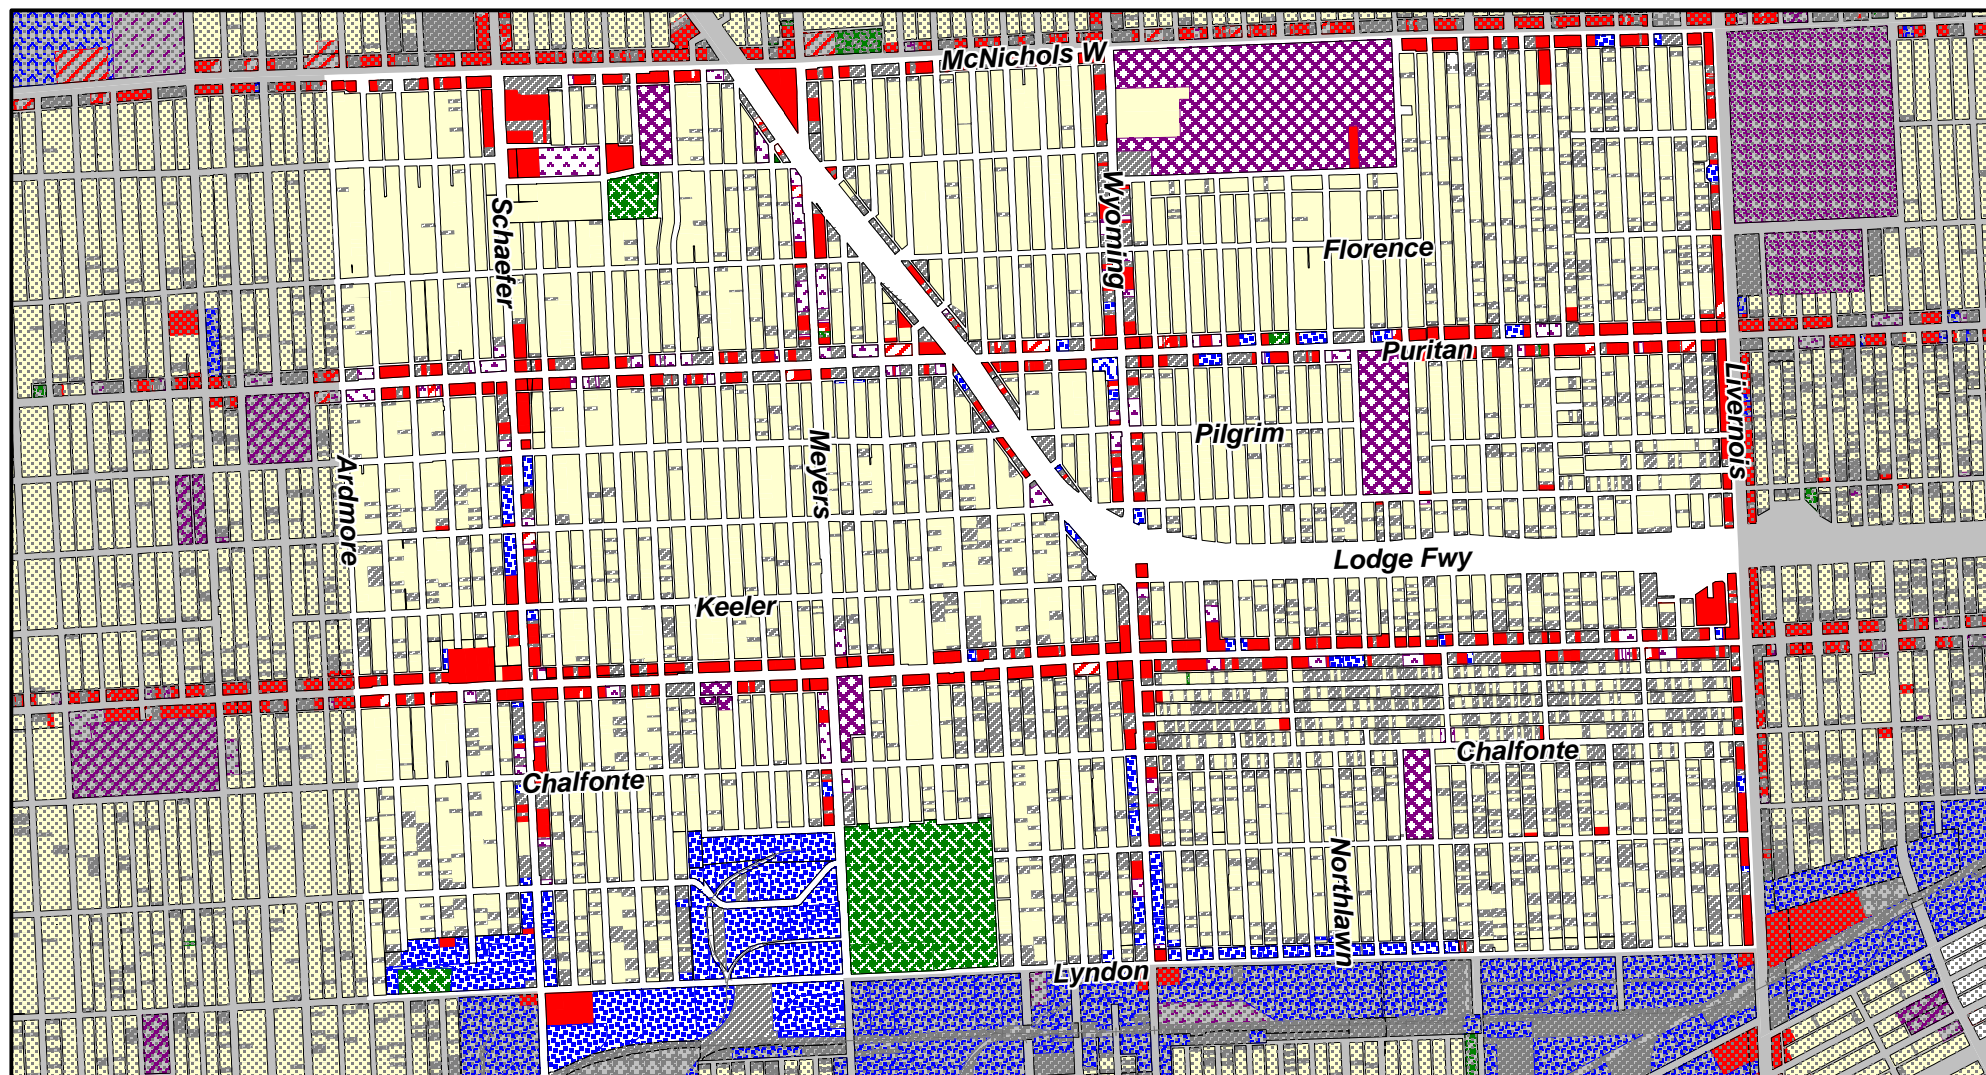 McNichols W
Wyoming
Schaefer
Florence
Puritan
Livernois
Pilgrim
Meyers
Ardmore
Lodge Fwy
Keeler
Chalfonte
Chalfonte
Northlawn
Lyndon